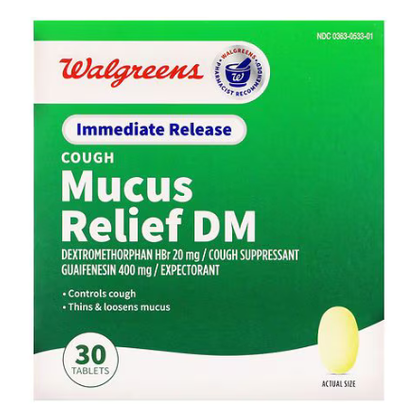 NDC 0363-0533-01
Walgreens
WALGREENS
PHARMACIST RECOMMENDED
W
Immediate Release
COUGH
Mucus
Relief DM
DEXTROMETHORPHAN HBr 20 mg / COUGH SUPPRESSANT
GUAIFENESIN 400 mg / EXPECTORANT
• Controls cough
• Thins & loosens mucus
30
TABLETS
ACTUAL SIZE